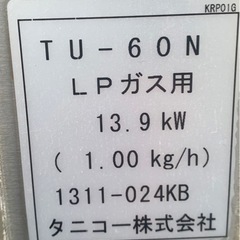 KRP01G
TU-60N
LPガス用
13.9 kW
( 1.00 kg/h)
1311-024KB
タニコー株式会社